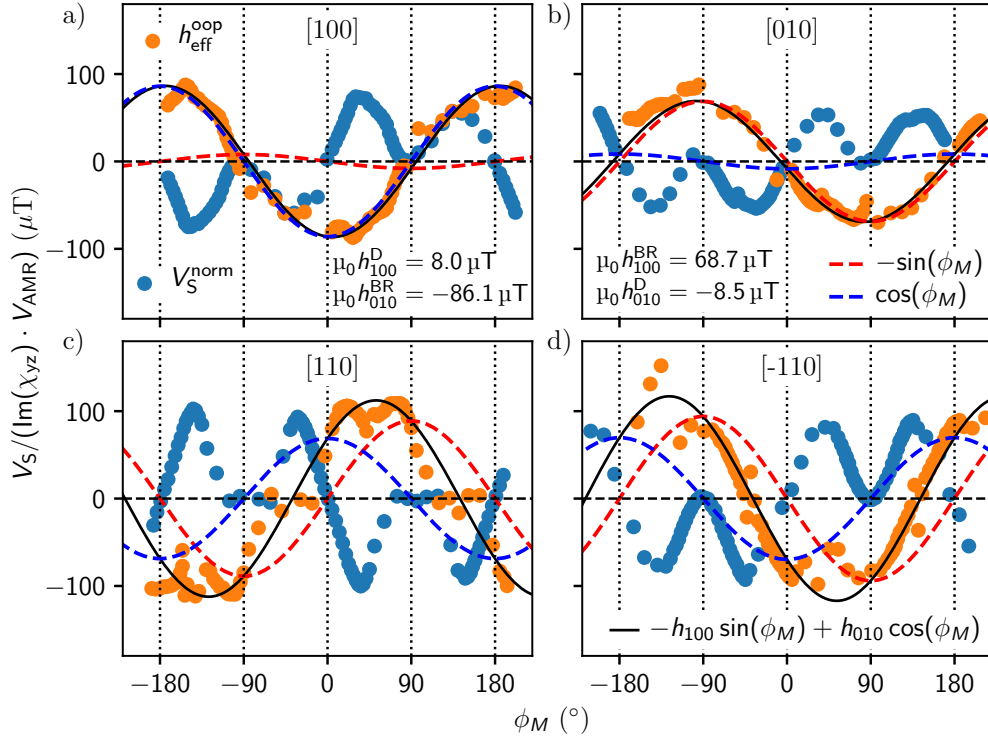 a)
h_eff^oop
[100]
b)
[010]
100
0
−100
V_S^norm
μ₀h_100^D = 8.0 μT
μ₀h_010^BR = −86.1 μT
μ₀h_100^BR = 68.7 μT
μ₀h_010^D = −8.5 μT
−sin(ϕ_M)
cos(ϕ_M)
V_S/(Im(χ_yz) · V_AMR) (μT)
c)
[110]
d)
[-110]
100
0
−100
−h_100 sin(ϕ_M) + h_010 cos(ϕ_M)
−180 −90 0 90 180
−180 −90 0 90 180
ϕ_M (°)